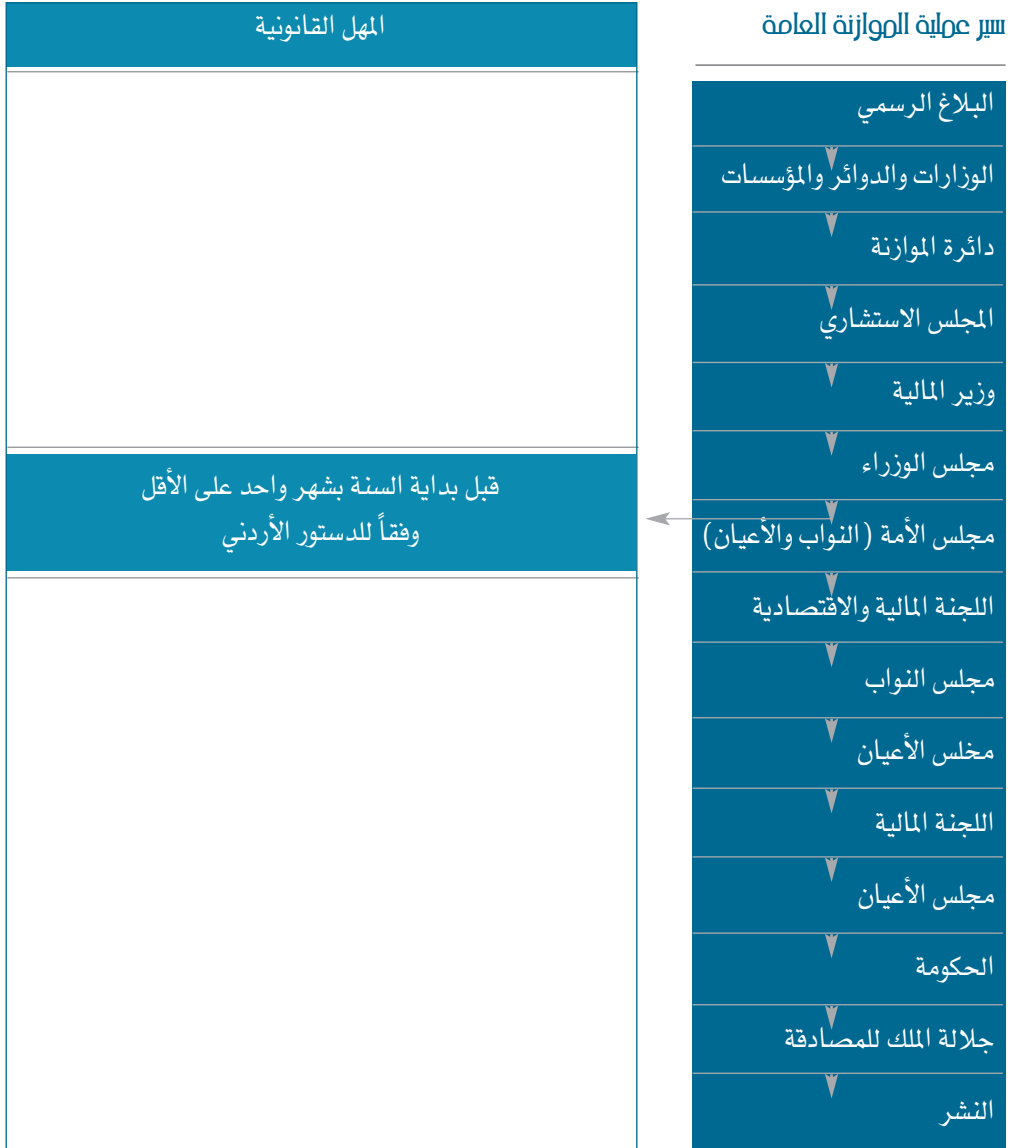 سير عملية الموازنة العامة
البلاغ الرسمي
الوزارات والدوائر والمؤسسات
دائرة الموازنة
المجلس الاستشاري
وزير المالية
مجلس الوزراء
مجلس الأمة (النواب والأعيان)
اللجنة المالية والاقتصادية
مجلس النواب
مخلس الأعيان
اللجنة المالية
مجلس الأعيان
الحكومة
جلالة الملك للمصادقة
النشر
المهل القانونية
قبل بداية السنة بشهر واحد على الأقل
وفقاً للدستور الأردني